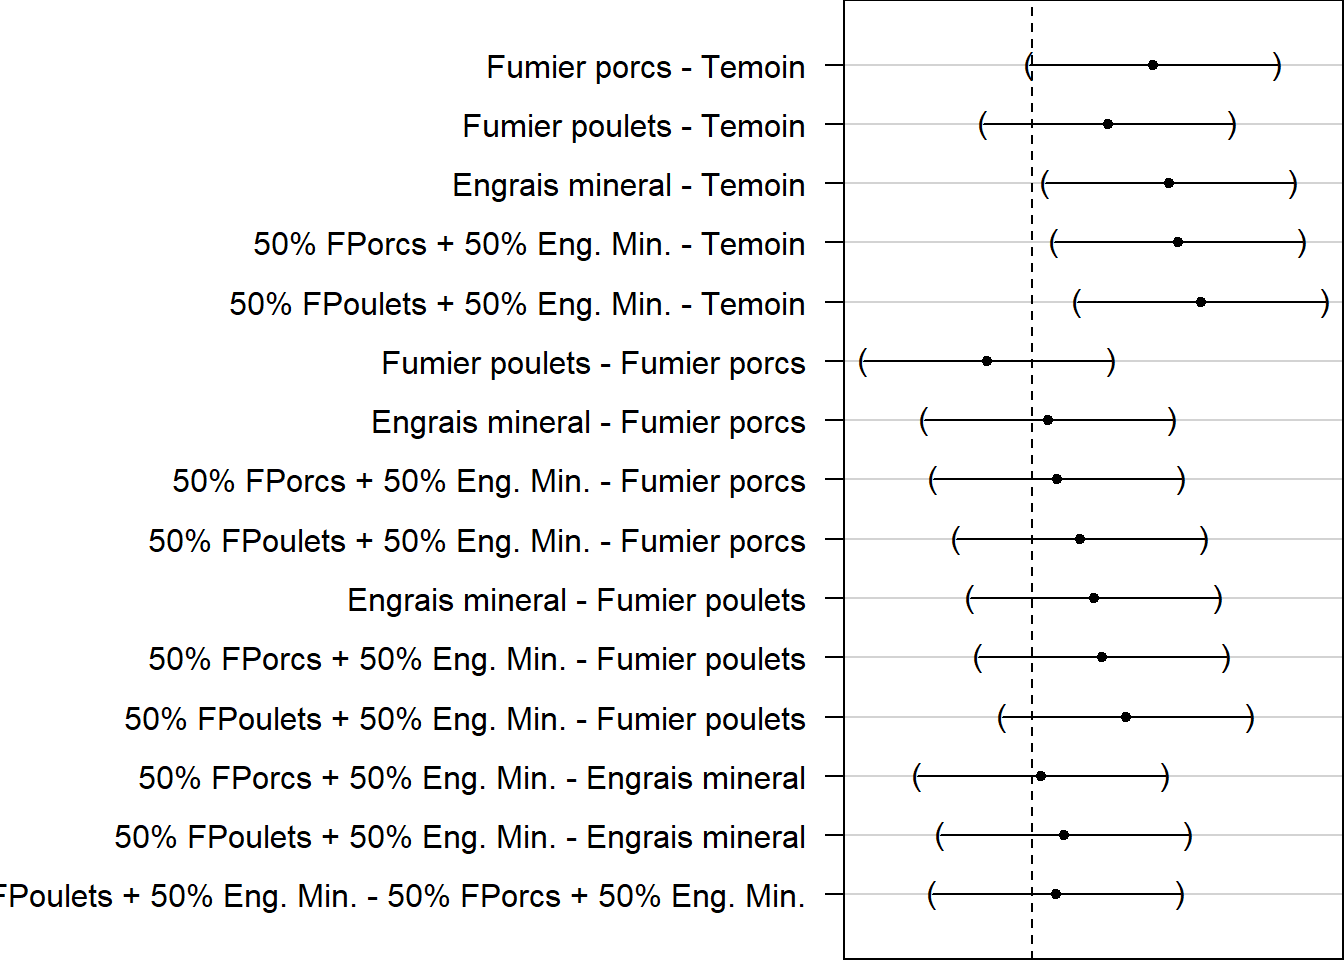 Fumier porcs - Temoin
Fumier poulets - Temoin
Engrais mineral - Temoin
50% FPorcs + 50% Eng. Min. - Temoin
50% FPoulets + 50% Eng. Min. - Temoin
Fumier poulets - Fumier porcs
Engrais mineral - Fumier porcs
50% FPorcs + 50% Eng. Min. - Fumier porcs
50% FPoulets + 50% Eng. Min. - Fumier porcs
Engrais mineral - Fumier poulets
50% FPorcs + 50% Eng. Min. - Fumier poulets
50% FPoulets + 50% Eng. Min. - Fumier poulets
50% FPorcs + 50% Eng. Min. - Engrais mineral
50% FPoulets + 50% Eng. Min. - Engrais mineral
FPoulets + 50% Eng. Min. - 50% FPorcs + 50% Eng. Min.